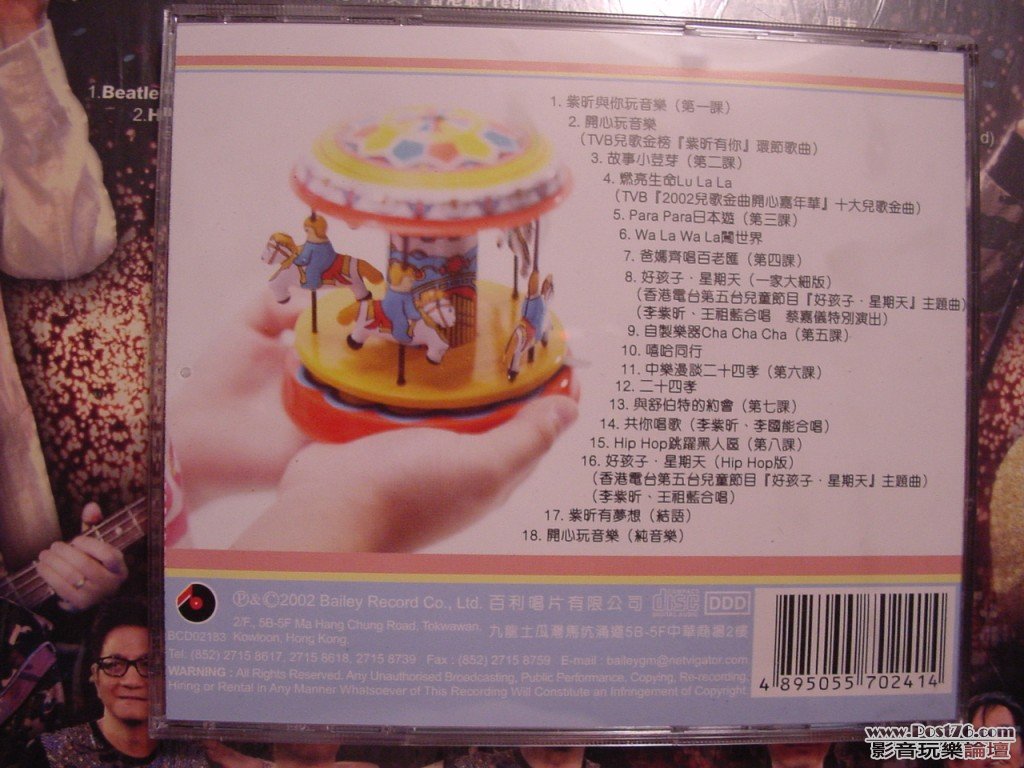 1.Beatle
2.H
d)
1. 紫昕與你玩音樂（第一課）
2. 開心玩音樂
（TVB兒歌金榜『紫昕有你』環節歌曲）
3. 故事小荳芽（第二課）
4. 燃亮生命Lu La La
（TVB『2002兒歌金曲開心嘉年華』十大兒歌金曲）
5. Para Para日本遊（第三課）
6. Wa La Wa La闖世界
7. 爸媽齊唱百老匯（第四課）
8. 好孩子．星期天（一家大細版）
（香港電台第五台兒童節目『好孩子．星期天』主題曲）
（李紫昕、王祖藍合唱　蔡嘉儀特別演出）
9. 自製樂器Cha Cha Cha（第五課）
10. 嘻哈同行
11. 中樂漫談二十四孝（第六課）
12. 二十四孝
13. 與舒伯特的約會（第七課）
14. 共你唱歌（李紫昕、李國能合唱）
15. Hip Hop跳躍黑人區（第八課）
16. 好孩子．星期天（Hip Hop版）
（香港電台第五台兒童節目『好孩子．星期天』主題曲）
（李紫昕、王祖藍合唱）
17. 紫昕有夢想（結語）
18. 開心玩音樂（純音樂）
℗&©2002 Bailey Record Co., Ltd. 百利唱片有限公司 disc DDD
2/F., 5B-5F Ma Hang Chung Road, Tokwawan, 九龍土瓜灣馬坑涌道5B-5F中華商場2樓
BCD02183 Kowloon, Hong Kong.
Tel: (852) 2715 8617, 2715 8618, 2715 8739 Fax : (852) 2715 8759 E-mail : baileygm@netvigator.com
WARNING : All Rights Reserved. Any Unauthorised Broadcasting, Public Performance, Copying, Re-recording.
Hiring or Rental in Any Manner Whatsoever of This Recording Will Constitute an Infringement of Copyright.
4 895055 702414
www.Post76.com
影音玩樂論壇